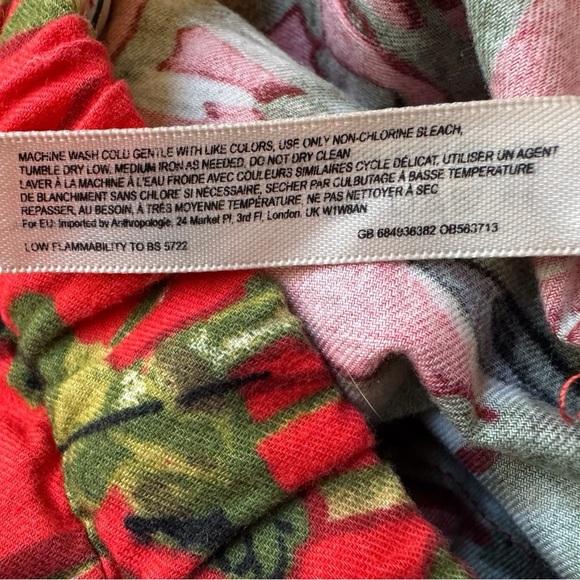 MACHINE WASH COLD GENTLE WITH LIKE COLORS, USE ONLY NON-CHLORINE BLEACH,
TUMBLE DRY LOW, MEDIUM IRON AS NEEDED, DO NOT DRY CLEAN
LAVER À LA MACHINE À L'EAU FROIDE AVEC COULEURS SIMILAIRES CYCLE DÉLICAT, UTILISER UN AGENT
DE BLANCHIMENT SANS CHLORE SI NÉCESSAIRE, SECHER PAR CULBUTAGE À BASSE TEMPÉRATURE
REPASSER, AU BESOIN, À TRÉS MOYENNE TEMPÉRATURE, NE PAS NETTOYER À SEC
For EU: Imported by Anthropologie, 24 Market Pl, 3rd Fl, London, UK W1W8AN
GB 684936382 OB563713
LOW FLAMMABILITY TO BS 5722